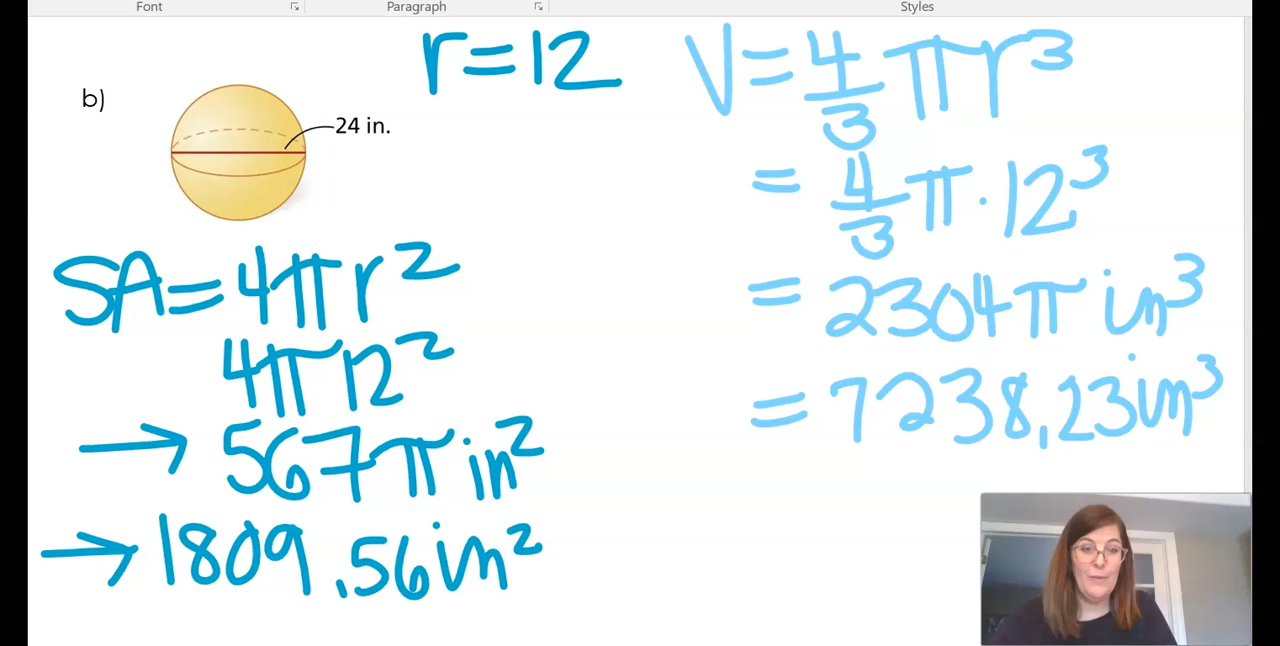 Font Paragraph Styles
b)
24 in.
r=12
SA=4πr²
4π12²
→ 567π in²
→ 1809.56in²
V=4/3πr³
=4/3π·12³
=2304π in³
=7238.23in³